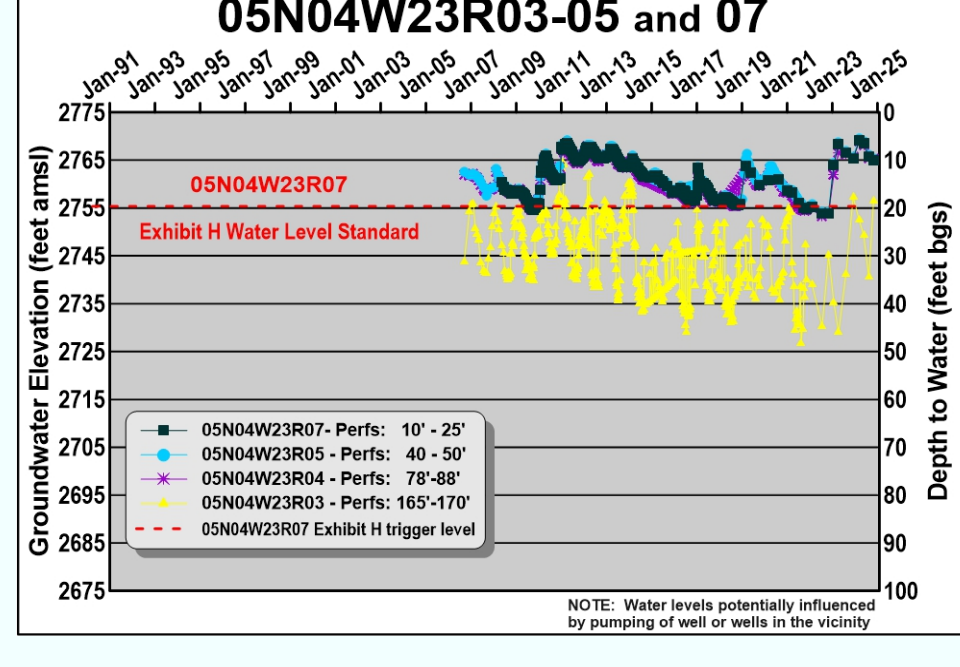 05N04W23R03-05 and 07
Jan-91 Jan-93 Jan-95 Jan-97 Jan-99 Jan-01 Jan-03 Jan-05 Jan-07 Jan-09 Jan-11 Jan-13 Jan-15 Jan-17 Jan-19 Jan-21 Jan-23 Jan-25
Groundwater Elevation (feet amsl)
2775
2765
2755
2745
2735
2725
2715
2705
2695
2685
2675
05N04W23R07
Exhibit H Water Level Standard
05N04W23R07- Perfs: 10' - 25'
05N04W23R05 - Perfs: 40 - 50'
05N04W23R04 - Perfs: 78'-88'
05N04W23R03 - Perfs: 165'-170'
05N04W23R07 Exhibit H trigger level
0
10
20
30
40
50
60
70
80
90
100
Depth to Water (feet bgs)
NOTE: Water levels potentially influenced
by pumping of well or wells in the vicinity